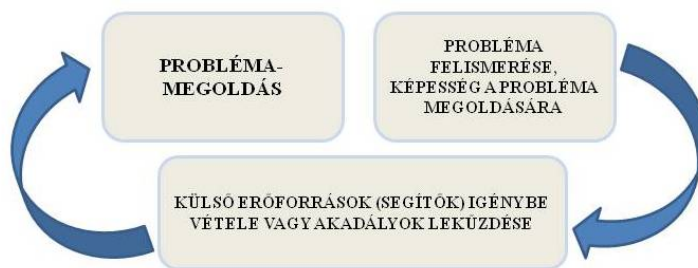 PROBLÉMA-
MEGOLDÁS
PROBLÉMA
FELISMERÉSE,
KÉPESSÉG A PROBLÉMA
MEGOLDÁSÁRA
KÜLSŐ ERŐFORRÁSOK (SEGÍTŐK) IGÉNYBE
VÉTELE VAGY AKADÁLYOK LEKÜZDÉSE